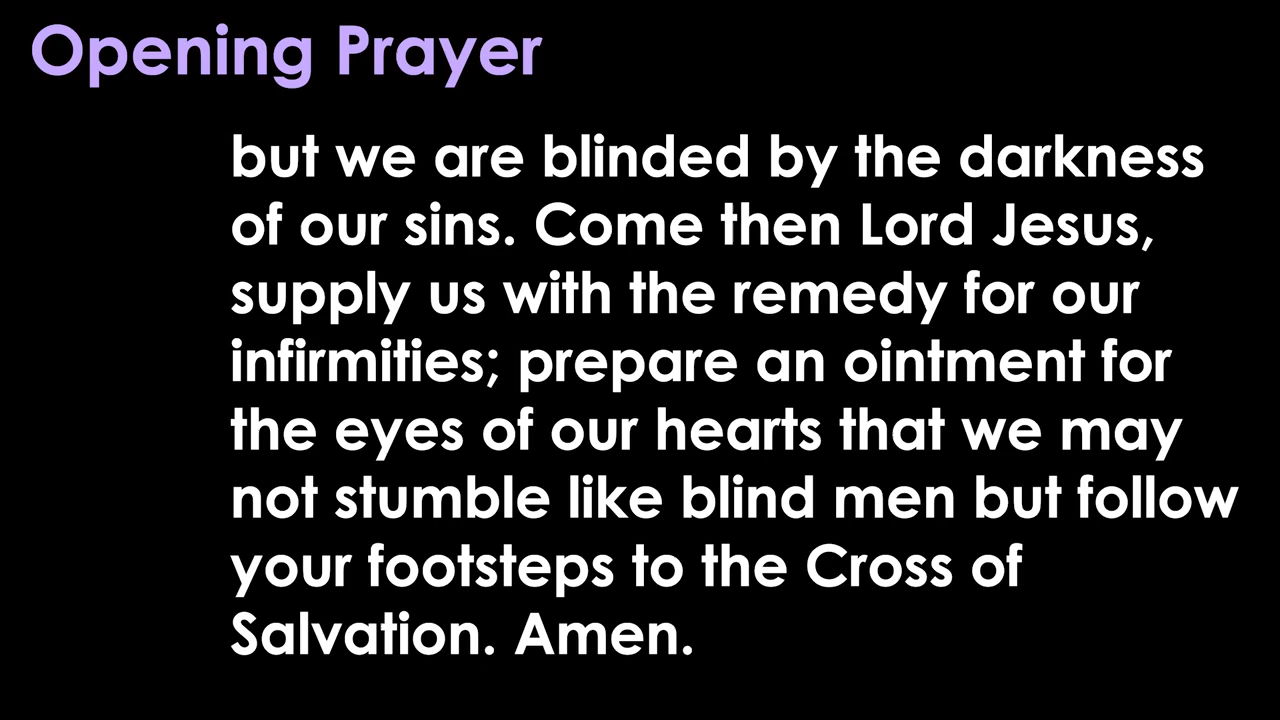 Opening Prayer
but we are blinded by the darkness
of our sins. Come then Lord Jesus,
supply us with the remedy for our
infirmities; prepare an ointment for
the eyes of our hearts that we may
not stumble like blind men but follow
your footsteps to the Cross of
Salvation. Amen.